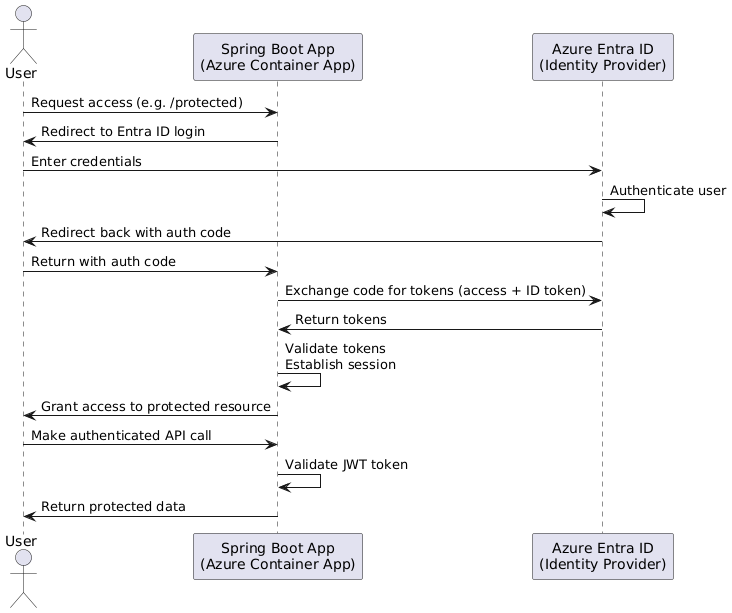 User
Spring Boot App
(Azure Container App)
Azure Entra ID
(Identity Provider)
Request access (e.g. /protected)
Redirect to Entra ID login
Enter credentials
Authenticate user
Redirect back with auth code
Return with auth code
Exchange code for tokens (access + ID token)
Return tokens
Validate tokens
Establish session
Grant access to protected resource
Make authenticated API call
Validate JWT token
Return protected data
User
Spring Boot App
(Azure Container App)
Azure Entra ID
(Identity Provider)